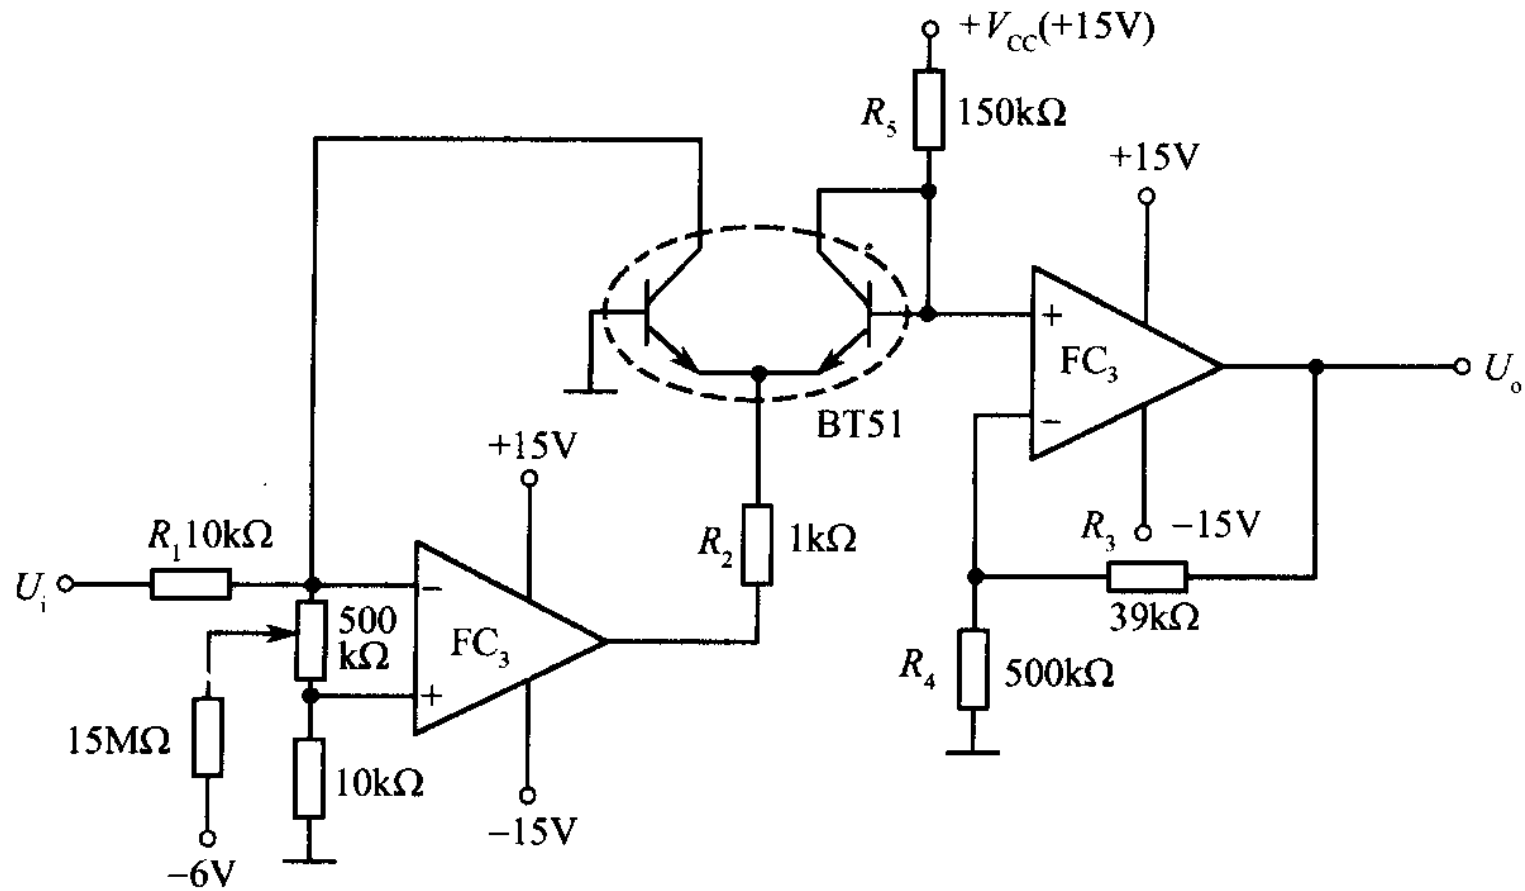 +V_CC(+15V)
R_5 150kΩ
+15V
+
FC_3
−
U_o
BT51
+15V
R_1 10kΩ
R_2 1kΩ
R_3 −15V
U_i
−
500
kΩ
FC_3
39kΩ
+
R_4 500kΩ
15MΩ
10kΩ
−15V
−6V